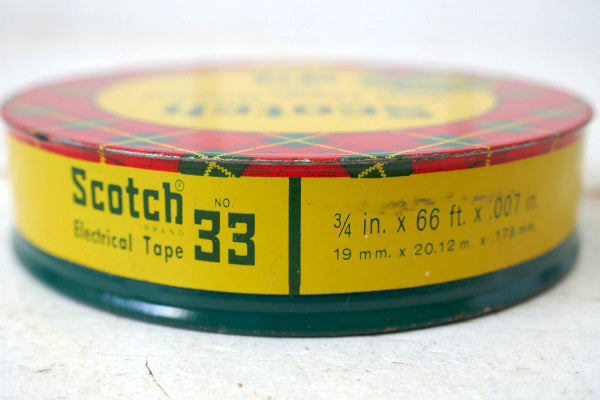 Scotch
Scotch ®
BRAND
Electrical Tape
NO.
33
3/4 in. x 66 ft. x .007 in.
19 mm. x 20.12 m. x .178 mm.